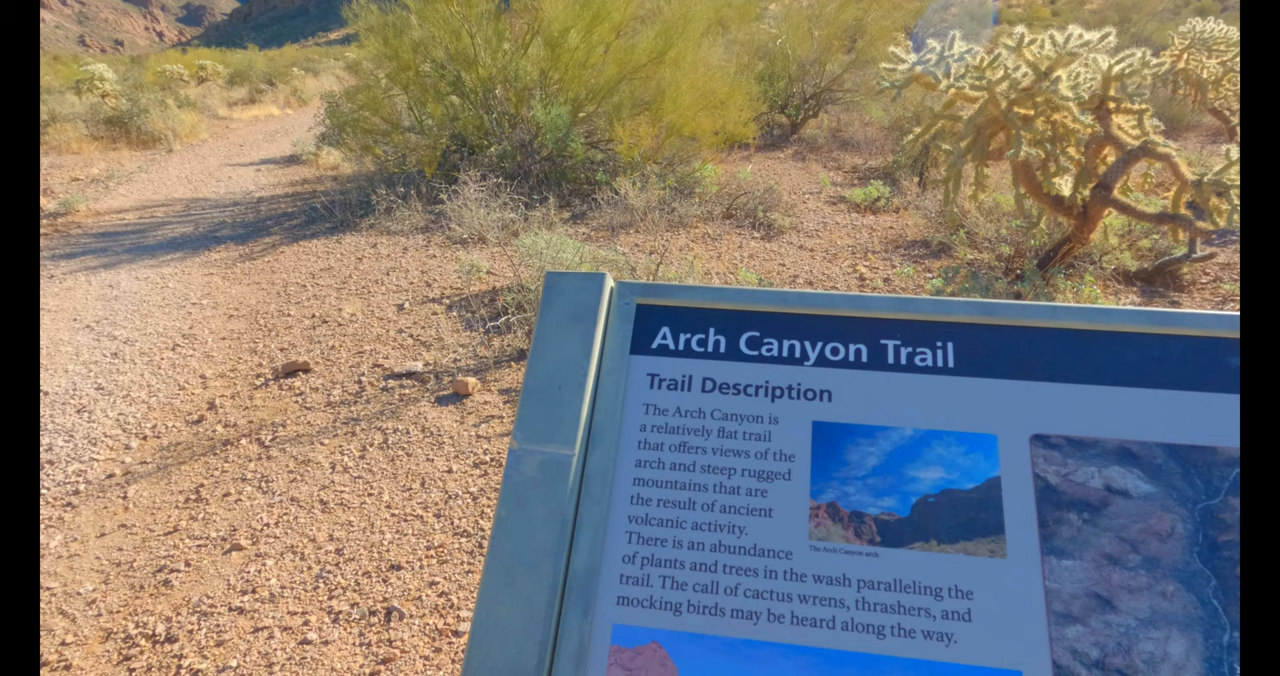 Arch Canyon Trail
Trail Description
The Arch Canyon is
a relatively flat trail
that offers views of the
arch and steep rugged
mountains that are
the result of ancient
volcanic activity.
There is an abundance
of plants and trees in the wash paralleling the
trail. The call of cactus wrens, thrashers, and
mocking birds may be heard along the way.
The Arch Canyon arch